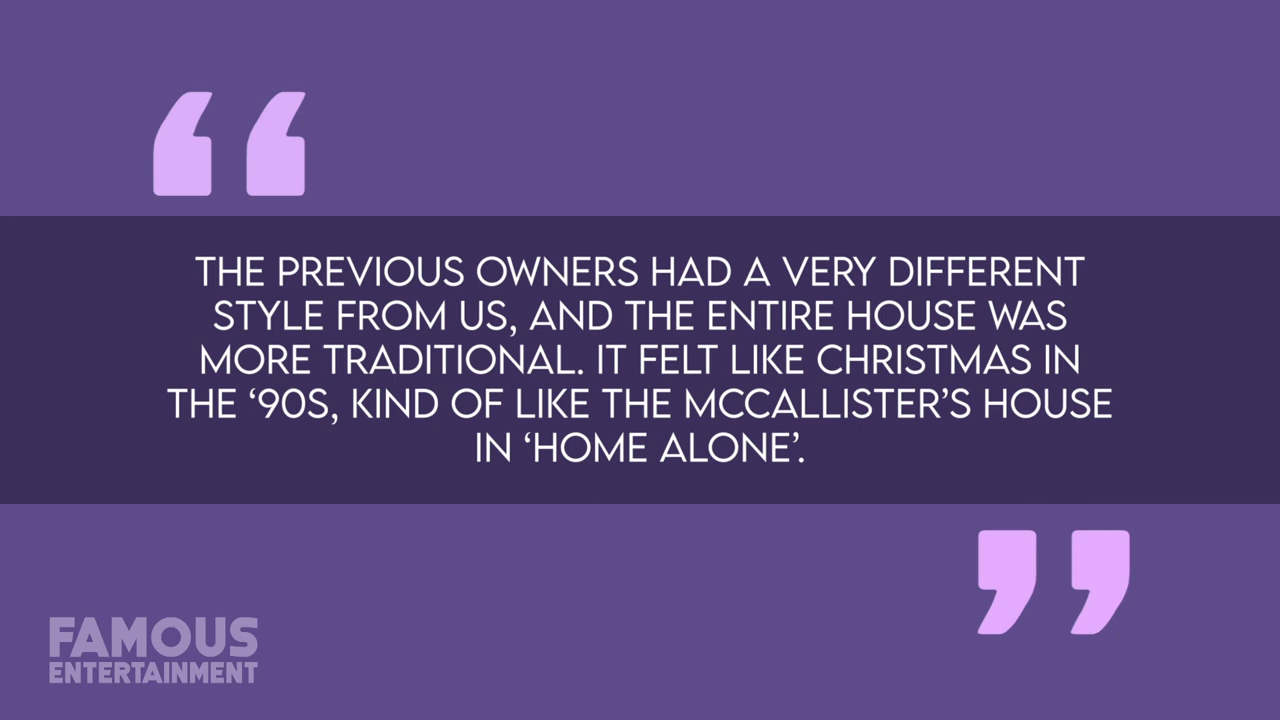 “
THE PREVIOUS OWNERS HAD A VERY DIFFERENT
STYLE FROM US, AND THE ENTIRE HOUSE WAS
MORE TRADITIONAL. IT FELT LIKE CHRISTMAS IN
THE ‘90S, KIND OF LIKE THE MCCALLISTER’S HOUSE
IN ‘HOME ALONE’.
”
FAMOUS
ENTERTAINMENT